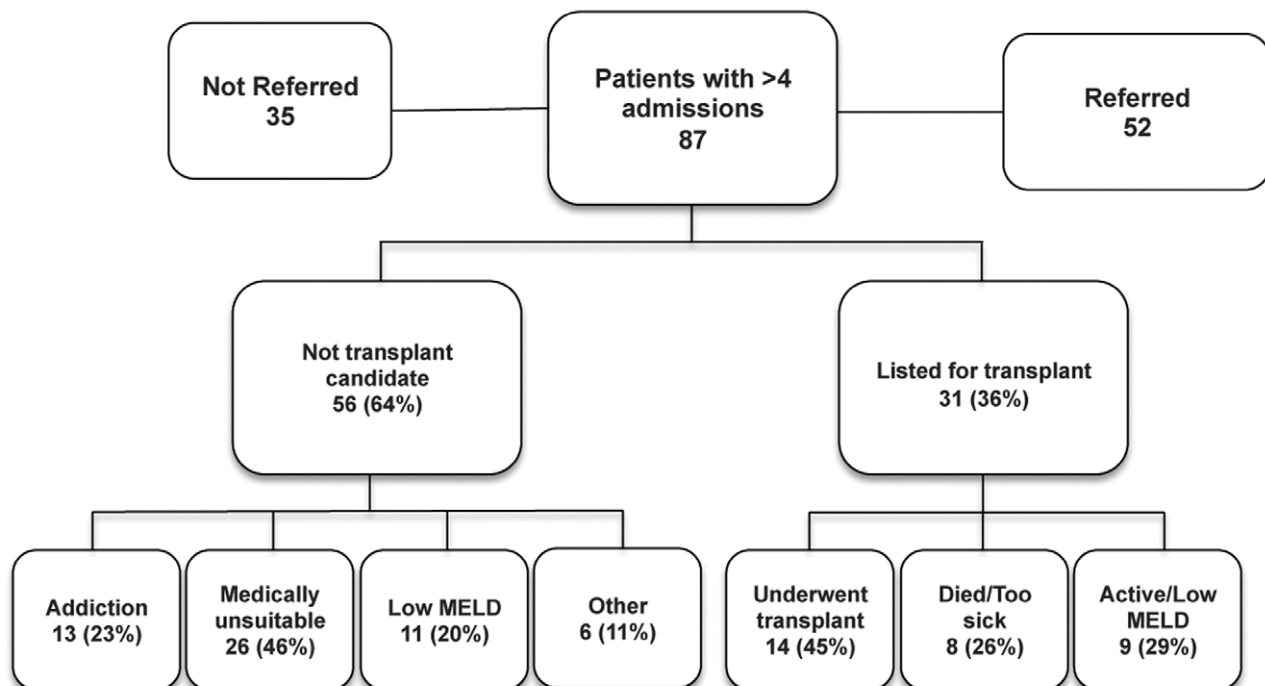 Not Referred
35
Patients with >4
admissions
87
Referred
52
Not transplant
candidate
56 (64%)
Listed for transplant
31 (36%)
Addiction
13 (23%)
Medically
unsuitable
26 (46%)
Low MELD
11 (20%)
Other
6 (11%)
Underwent
transplant
14 (45%)
Died/Too
sick
8 (26%)
Active/Low
MELD
9 (29%)